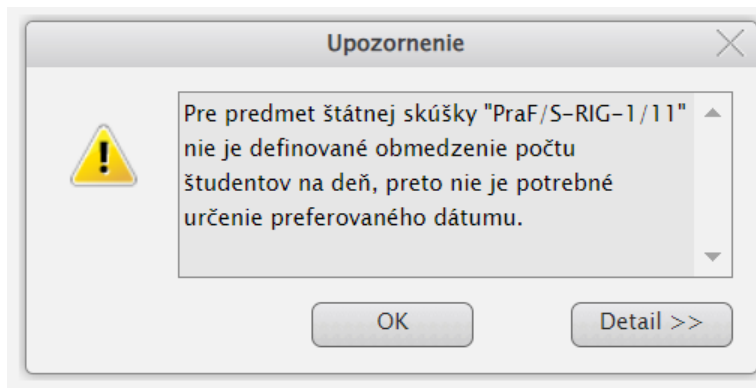 Upozornenie
Pre predmet štátnej skúšky "PraF/S-RIG-1/11"
nie je definované obmedzenie počtu
študentov na deň, preto nie je potrebné
určenie preferovaného dátumu.
OK
Detail >>